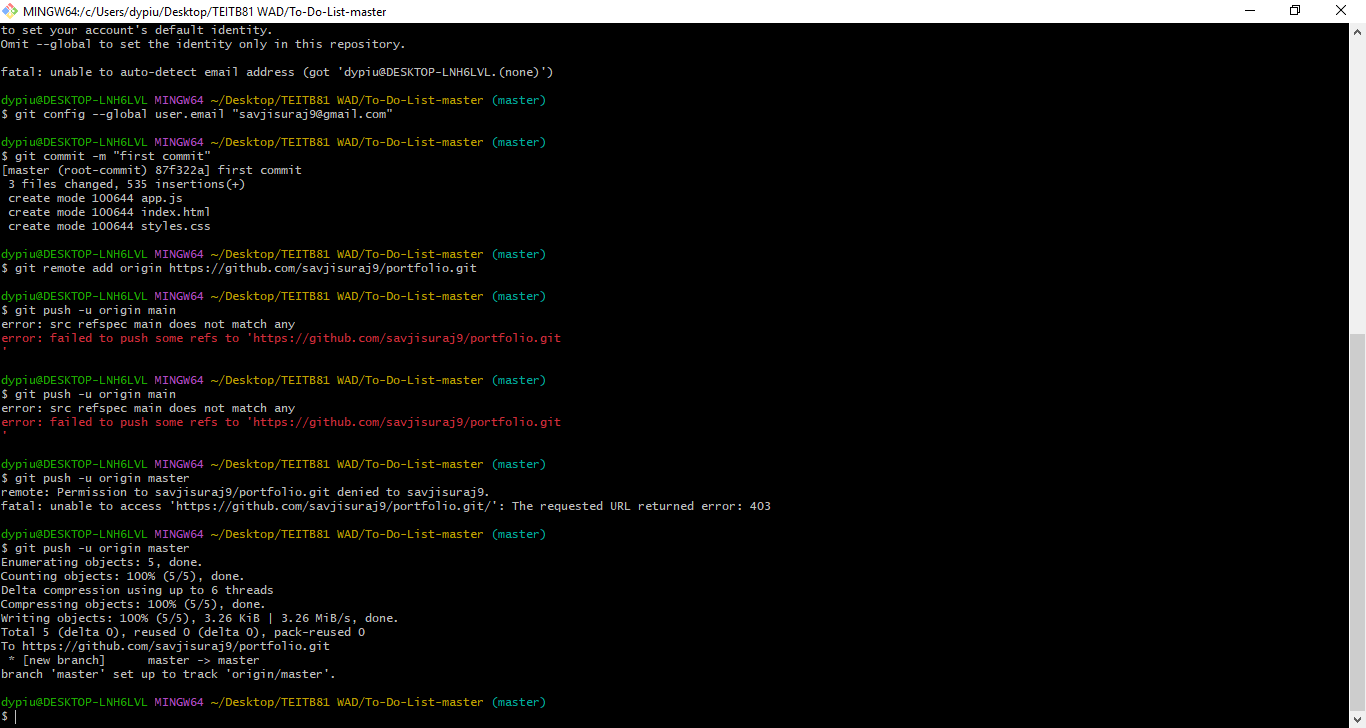 MINGW64:/c/Users/dypiu/Desktop/TEITB81 WAD/To-Do-List-master
to set your account's default identity.
Omit --global to set the identity only in this repository.
fatal: unable to auto-detect email address (got 'dypiu@DESKTOP-LNH6LVL.(none)')
dypiu@DESKTOP-LNH6LVL MINGW64 ~/Desktop/TEITB81 WAD/To-Do-List-master (master)
$ git config --global user.email "savjisuraj9@gmail.com"
dypiu@DESKTOP-LNH6LVL MINGW64 ~/Desktop/TEITB81 WAD/To-Do-List-master (master)
$ git commit -m "first commit"
[master (root-commit) 87f322a] first commit
 3 files changed, 535 insertions(+)
 create mode 100644 app.js
 create mode 100644 index.html
 create mode 100644 styles.css
dypiu@DESKTOP-LNH6LVL MINGW64 ~/Desktop/TEITB81 WAD/To-Do-List-master (master)
$ git remote add origin https://github.com/savjisuraj9/portfolio.git
dypiu@DESKTOP-LNH6LVL MINGW64 ~/Desktop/TEITB81 WAD/To-Do-List-master (master)
$ git push -u origin main
error: src refspec main does not match any
error: failed to push some refs to 'https://github.com/savjisuraj9/portfolio.git
'
dypiu@DESKTOP-LNH6LVL MINGW64 ~/Desktop/TEITB81 WAD/To-Do-List-master (master)
$ git push -u origin main
error: src refspec main does not match any
error: failed to push some refs to 'https://github.com/savjisuraj9/portfolio.git
'
dypiu@DESKTOP-LNH6LVL MINGW64 ~/Desktop/TEITB81 WAD/To-Do-List-master (master)
$ git push -u origin master
remote: Permission to savjisuraj9/portfolio.git denied to savjisuraj9.
fatal: unable to access 'https://github.com/savjisuraj9/portfolio.git/': The requested URL returned error: 403
dypiu@DESKTOP-LNH6LVL MINGW64 ~/Desktop/TEITB81 WAD/To-Do-List-master (master)
$ git push -u origin master
Enumerating objects: 5, done.
Counting objects: 100% (5/5), done.
Delta compression using up to 6 threads
Compressing objects: 100% (5/5), done.
Writing objects: 100% (5/5), 3.26 KiB | 3.26 MiB/s, done.
Total 5 (delta 0), reused 0 (delta 0), pack-reused 0
To https://github.com/savjisuraj9/portfolio.git
 * [new branch]      master -> master
branch 'master' set up to track 'origin/master'.
dypiu@DESKTOP-LNH6LVL MINGW64 ~/Desktop/TEITB81 WAD/To-Do-List-master (master)
$